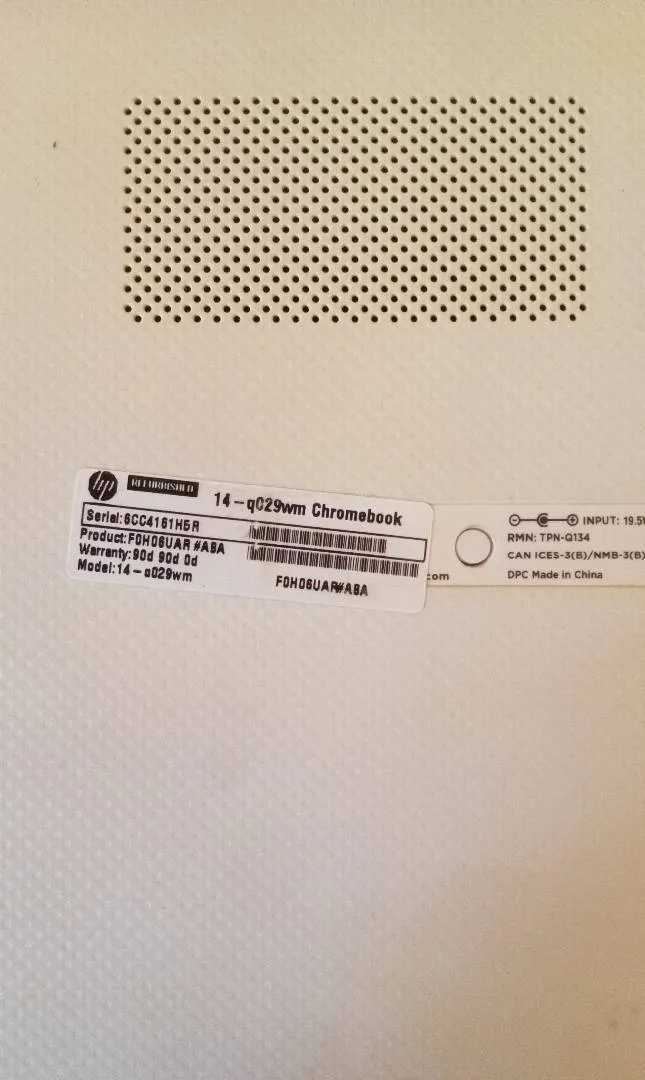 hp REFURBISHED
14-q029wm Chromebook
Serial:6CC4161H5R
Product:F0H06UAR #ABA
Warranty:90d 90d 0d
Model:14-q029wm
F0H06UAR#ABA
.com
INPUT: 19.5V
RMN: TPN-Q134
CAN ICES-3(B)/NMB-3(B)
DPC Made in China